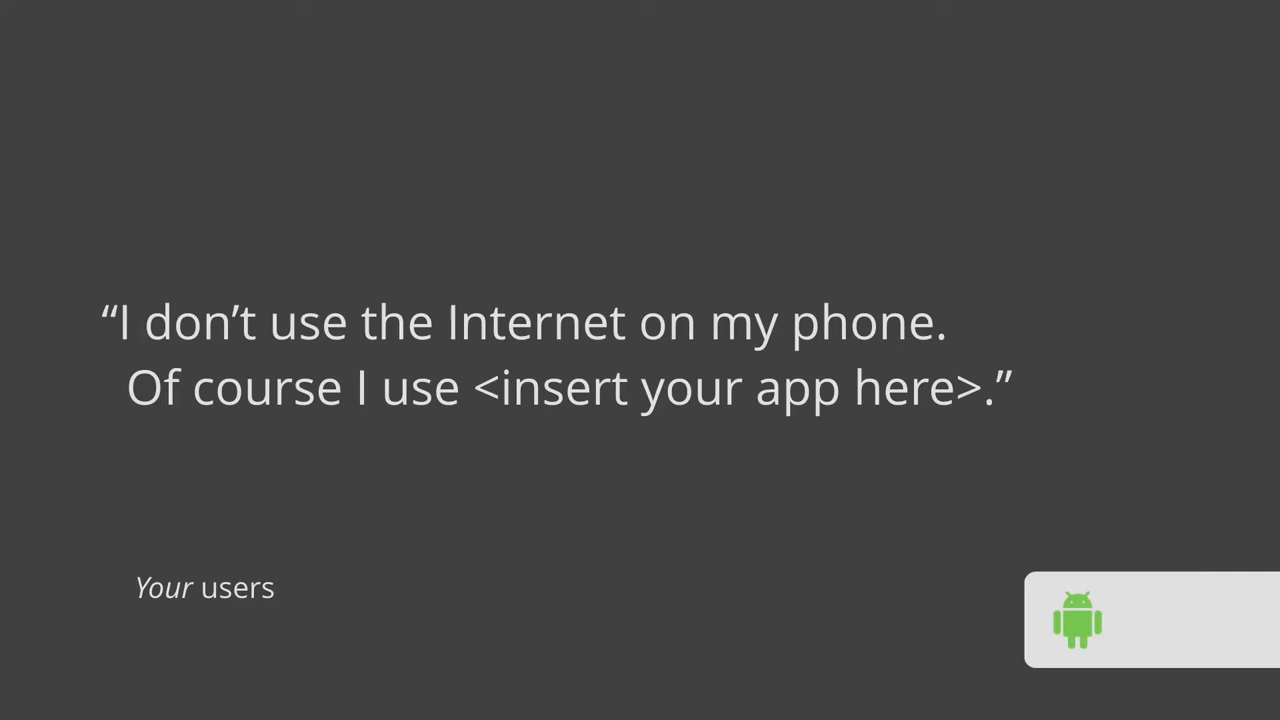 “I don’t use the Internet on my phone.
Of course I use <insert your app here>.”
Your users